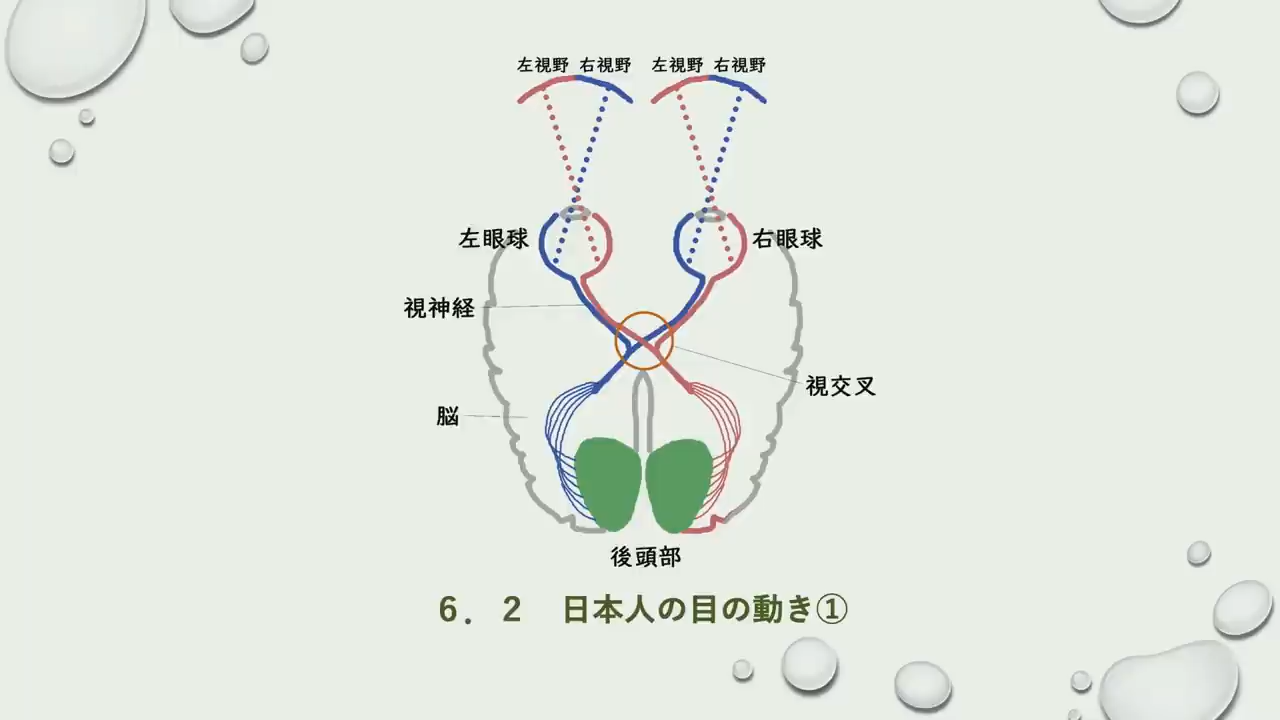 左視野 右視野 左視野 右視野
左眼球 右眼球
視神経
視交叉
脳
後頭部
6．2　日本人の目の動き①